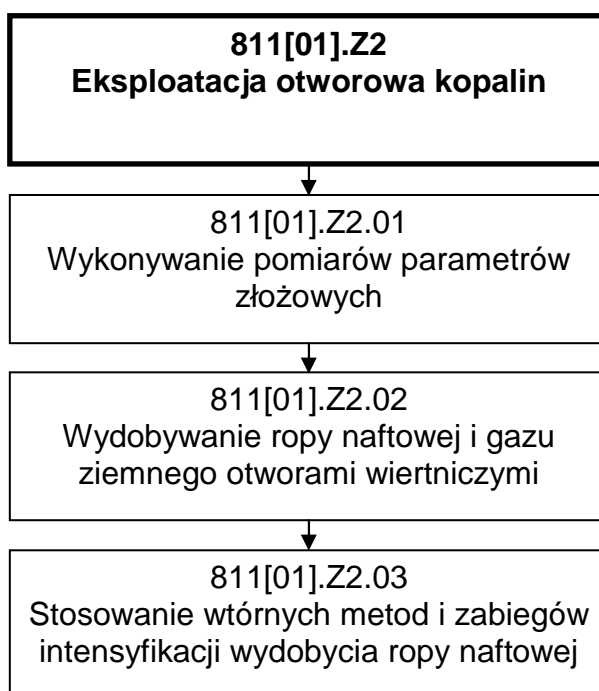 811[01].Z2
Eksploatacja otworowa kopalin
811[01].Z2.01
Wykonywanie pomiarów parametrów
złożowych
811[01].Z2.02
Wydobywanie ropy naftowej i gazu
ziemnego otworami wiertniczymi
811[01].Z2.03
Stosowanie wtórnych metod i zabiegów
intensyfikacji wydobycia ropy naftowej